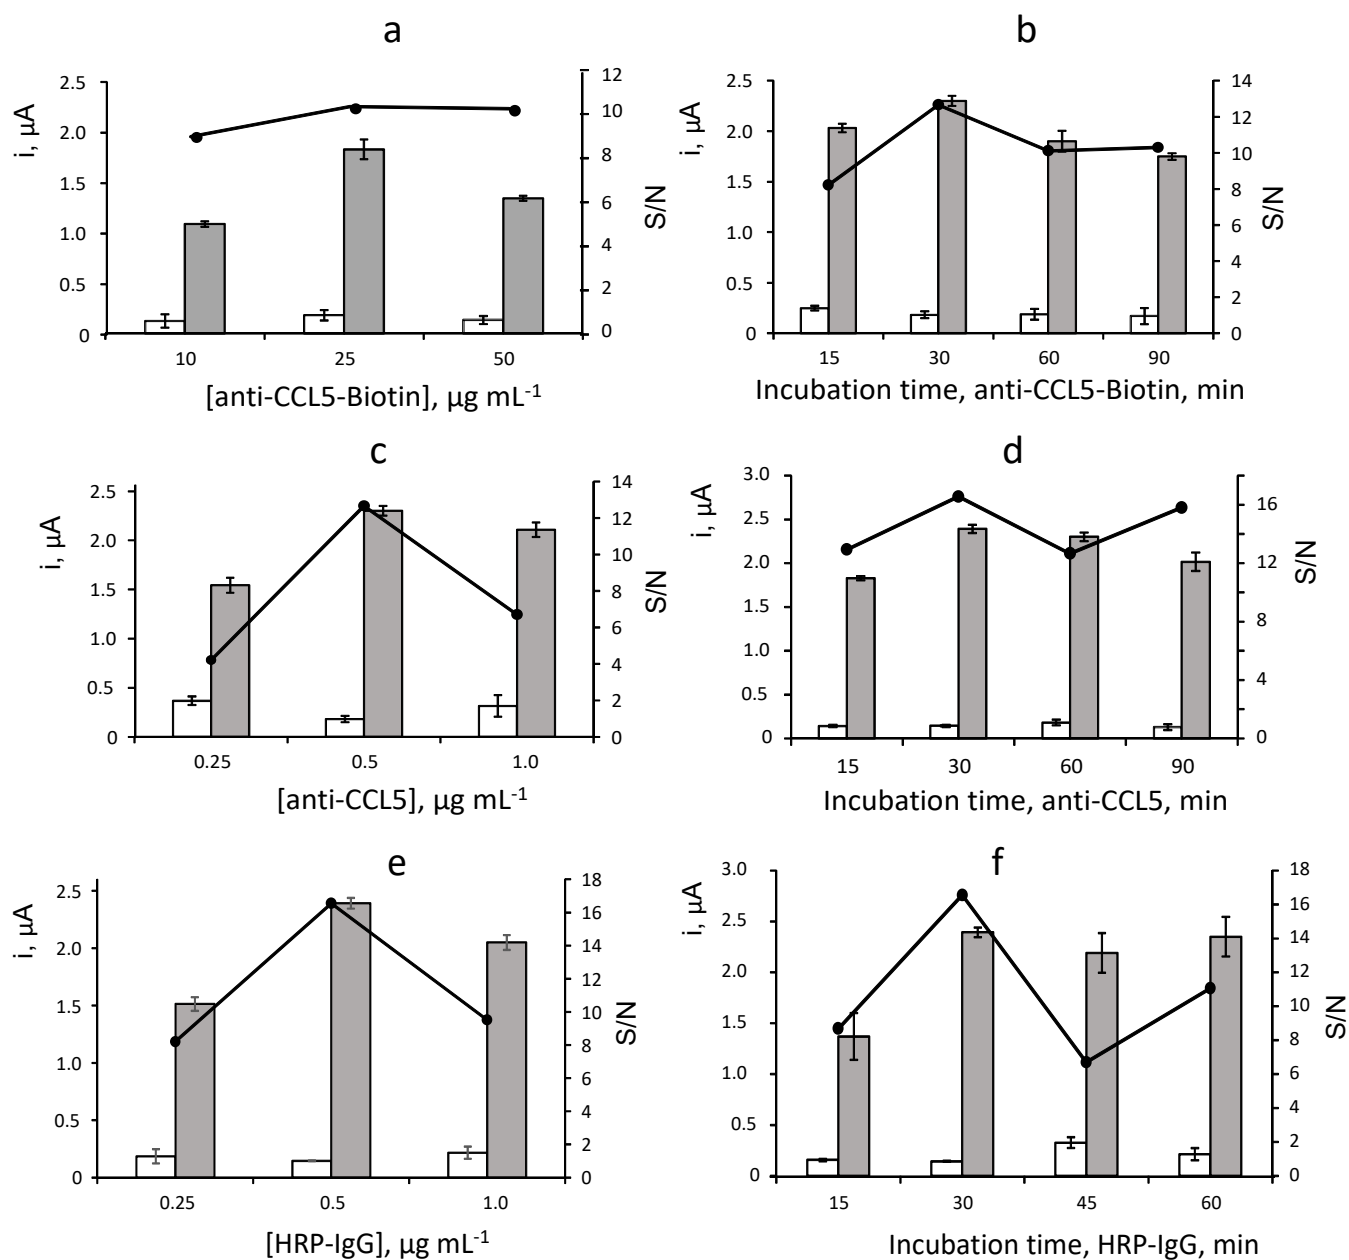 a
2.5
2.0
1.5
1.0
0.5
0
i, µA
12
10
8
6
4
2
0
S/N
10 25 50
[anti-CCL5-Biotin], µg mL-1
b
2.5
2.0
1.5
1.0
0.5
0
i, µA
14
12
10
8
6
4
2
0
S/N
15 30 60 90
Incubation time, anti-CCL5-Biotin, min
c
2.5
2.0
1.5
1.0
0.5
0
i, µA
14
12
10
8
6
4
2
0
S/N
0.25 0.5 1.0
[anti-CCL5], µg mL-1
d
3.0
2.5
2.0
1.5
1.0
0.5
0
i, µA
16
12
8
4
0
S/N
15 30 60 90
Incubation time, anti-CCL5, min
e
2.5
2.0
1.5
1.0
0.5
0
i, µA
18
16
14
12
10
8
6
4
2
0
S/N
0.25 0.5 1.0
[HRP-IgG], µg mL-1
f
3.0
2.5
2.0
1.5
1.0
0.5
0
i, µA
18
16
14
12
10
8
6
4
2
0
S/N
15 30 45 60
Incubation time, HRP-IgG, min